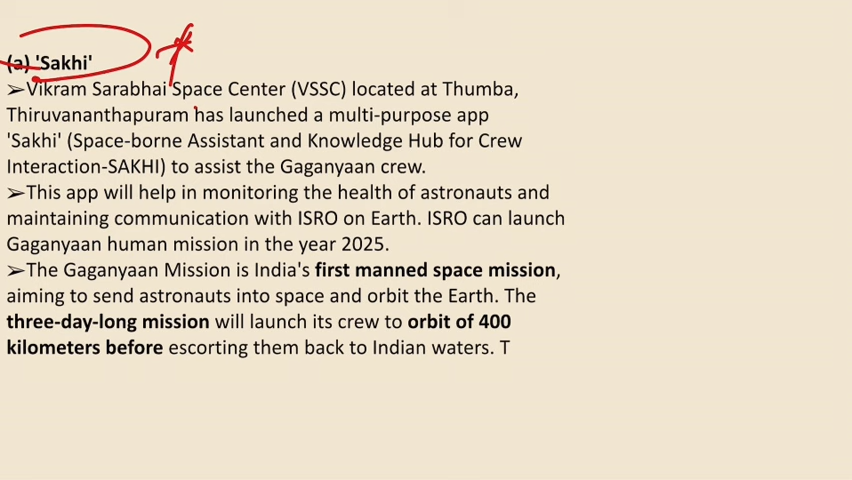 (a) 'Sakhi'
➢Vikram Sarabhai Space Center (VSSC) located at Thumba,
Thiruvananthapuram has launched a multi-purpose app
'Sakhi' (Space-borne Assistant and Knowledge Hub for Crew
Interaction-SAKHI) to assist the Gaganyaan crew.
➢This app will help in monitoring the health of astronauts and
maintaining communication with ISRO on Earth. ISRO can launch
Gaganyaan human mission in the year 2025.
➢The Gaganyaan Mission is India's first manned space mission,
aiming to send astronauts into space and orbit the Earth. The
three-day-long mission will launch its crew to orbit of 400
kilometers before escorting them back to Indian waters. T